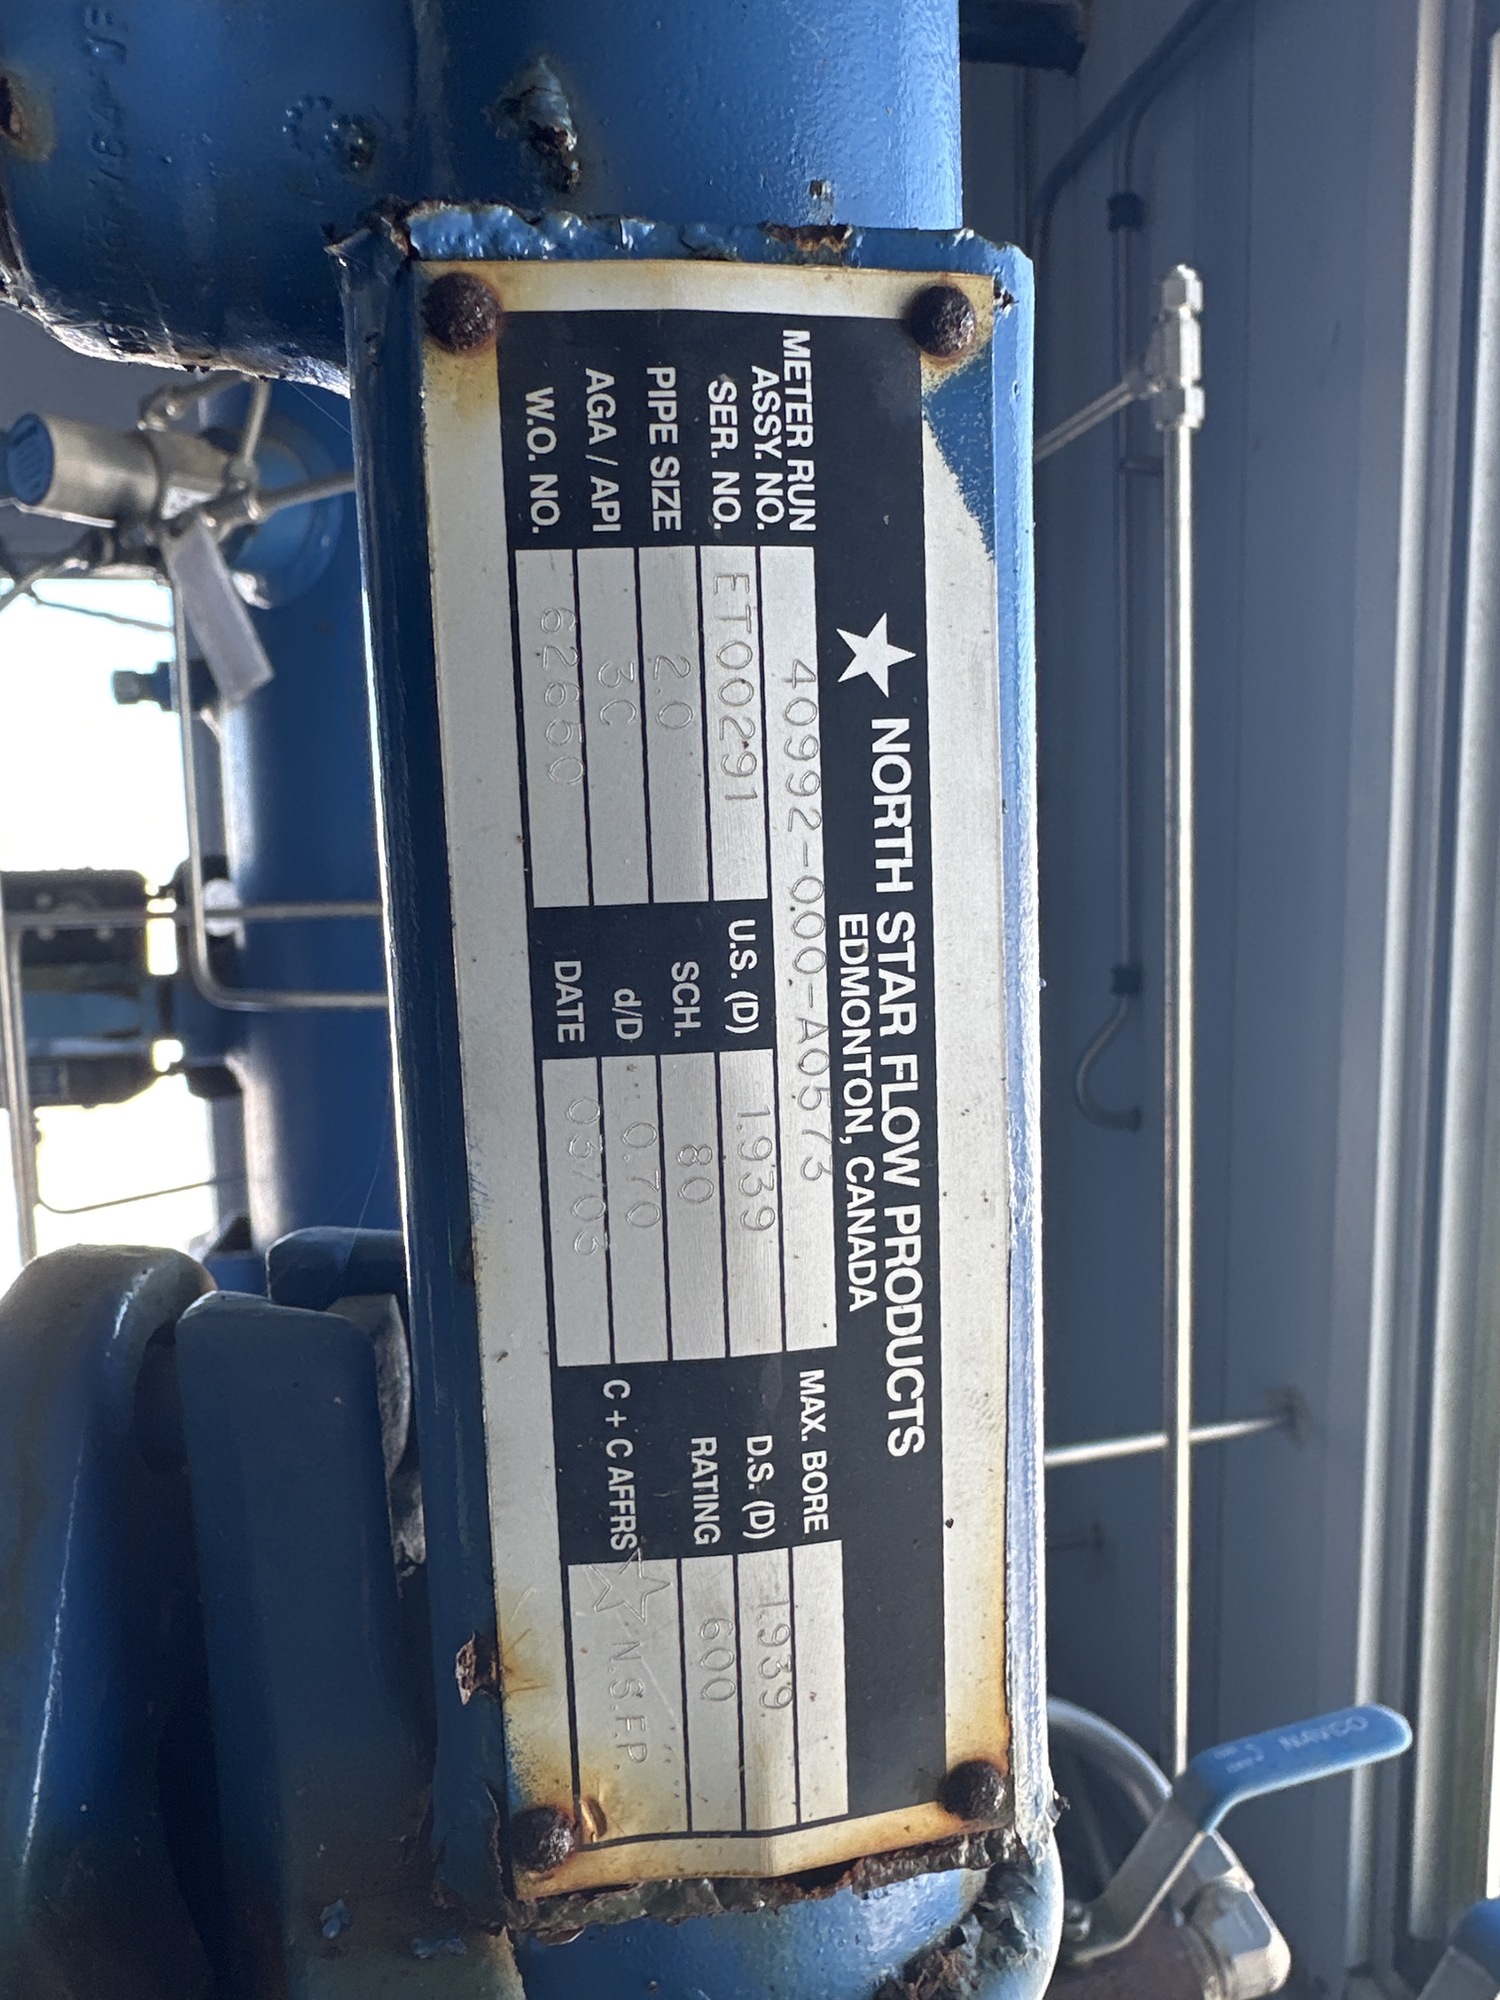 ★ NORTH STAR FLOW PRODUCTS
EDMONTON, CANADA
METER RUN ASSY. NO. 40992-000-A0573 MAX. BORE
SER. NO. ET00291 U.S. (D) 1.939 D.S. (D) 1.939
PIPE SIZE 2.0 SCH. 80 RATING 600
AGA / API 3C d/D 0.70 C + C AFFRS ☆ N.S.F.P
W.O. NO. 62650 DATE 03/03